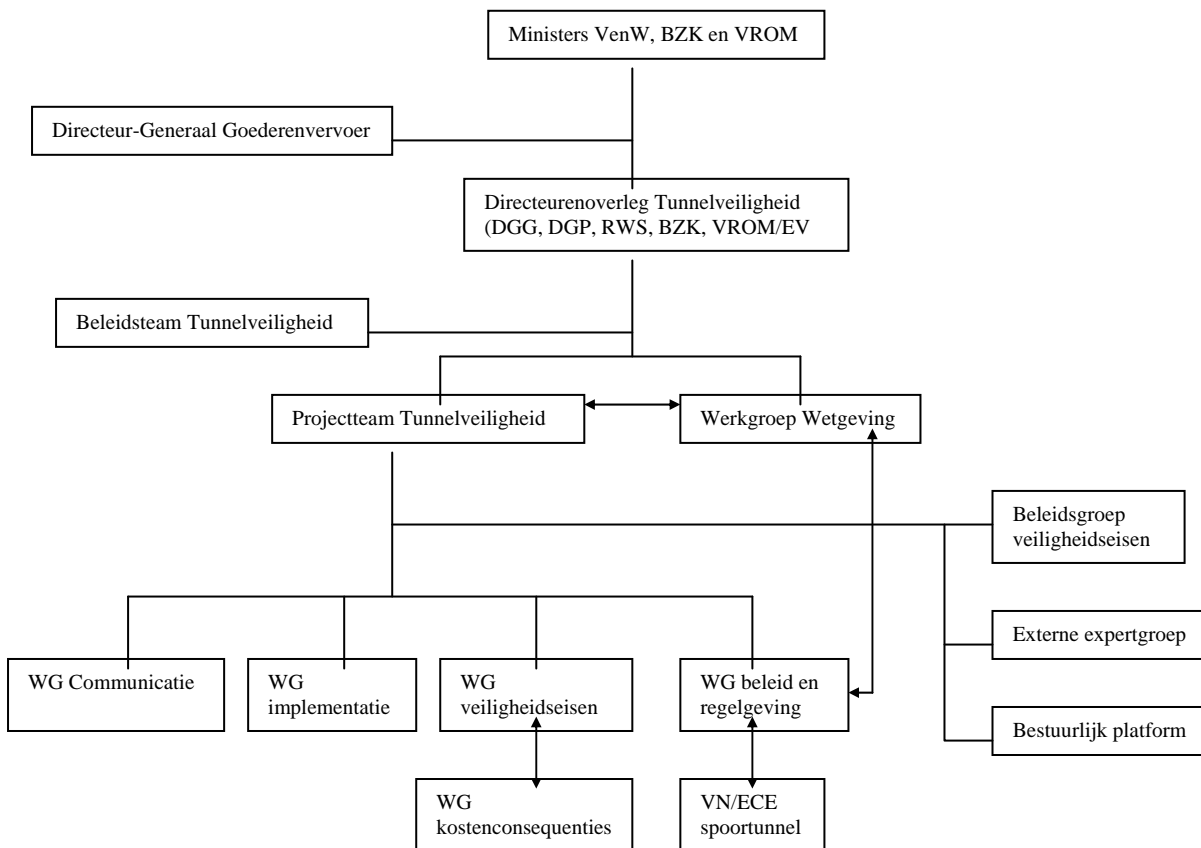 Ministers VenW, BZK en VROM
Directeur-Generaal Goederenvervoer
Directeurenoverleg Tunnelveiligheid
(DGG, DGP, RWS, BZK, VROM/EV
Beleidsteam Tunnelveiligheid
Projectteam Tunnelveiligheid
Werkgroep Wetgeving
Beleidsgroep
veiligheidseisen
Externe expertgroep
Bestuurlijk platform
WG Communicatie
WG
implementatie
WG
veiligheidseisen
WG beleid en
regelgeving
WG
kostenconsequenties
VN/ECE
spoortunnel